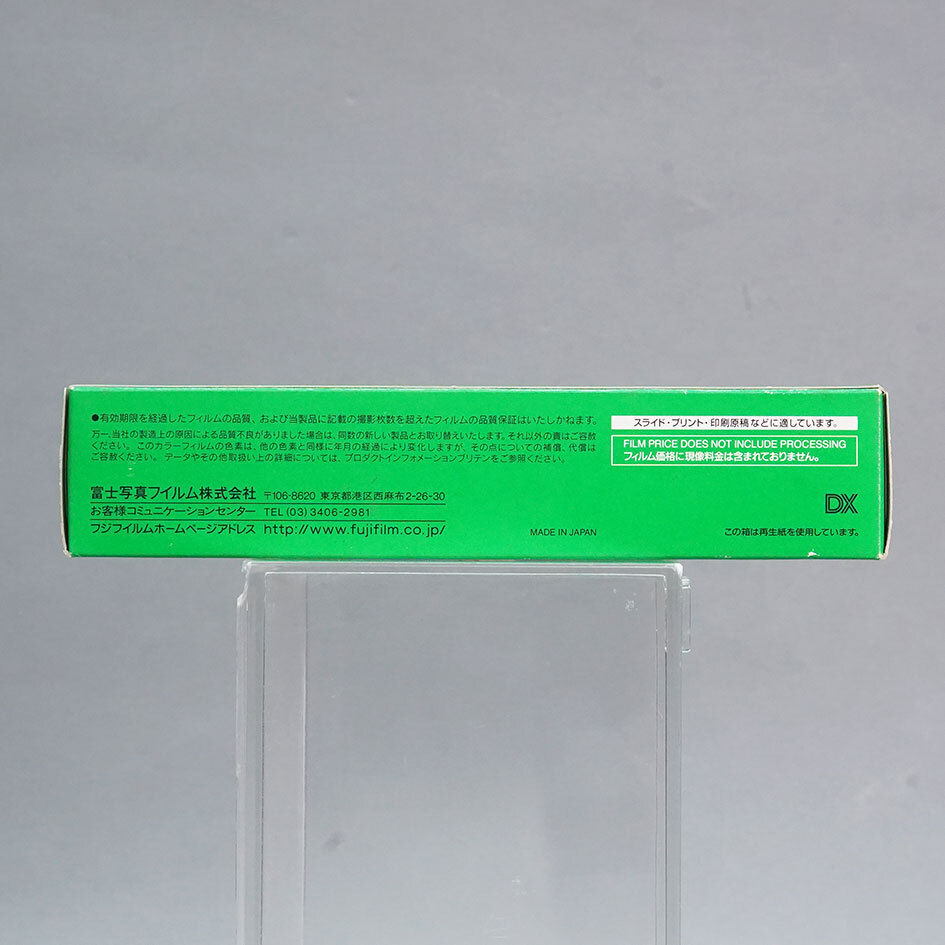 ●有効期限を経過したフィルムの品質、および当製品に記載の撮影枚数を超えたフィルムの品質保証はいたしかねます。
万一、当社の製造上の原因による品質不良がありました場合は、同数の新しい製品とお取り替えいたします。それ以外の責はご容赦
ください。このカラーフィルムの色素は、他の色素と同様に年月の経過により変化しますが、その点についての補償、代償は
ご容赦ください。データやその他取扱い上の詳細については、プロダクトインフォメーションブリテンをご参照ください。
富士写真フイルム株式会社 〒106-8620 東京都港区西麻布2-26-30
お客様コミュニケーションセンター TEL (03) 3406-2981
フジフイルムホームページアドレス http://www.fujifilm.co.jp/
MADE IN JAPAN
スライド・プリント・印刷原稿などに適しています。
FILM PRICE DOES NOT INCLUDE PROCESSING
フィルム価格に現像料金は含まれておりません。
DX
この箱は再生紙を使用しています。